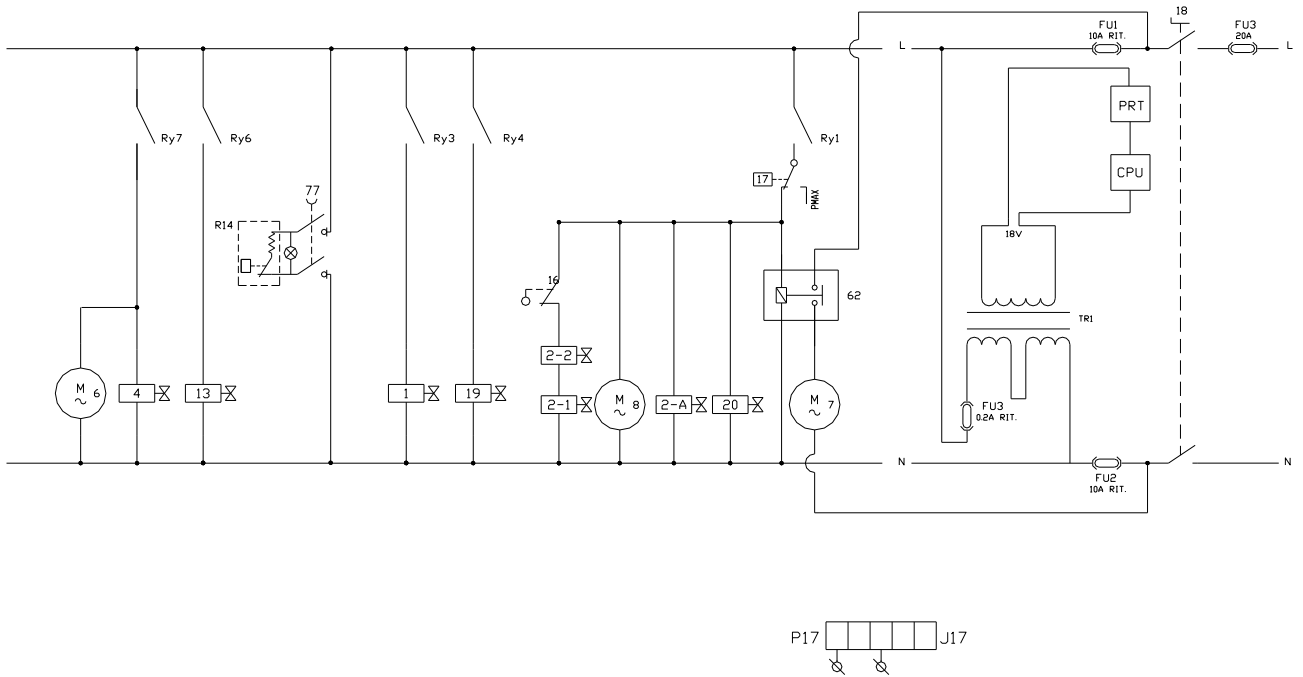 18
FU1
10A RIT.
FU3
20A
L
L
PRT
Ry7
Ry6
Ry3
Ry4
Ry1
CPU
17
PMAX
77
R14
18V
16
62
TR1
2-2
M
6
4
13
1
19
2-1
M
8
2-A
20
M
7
FU3
0.2A RIT.
N
N
FU2
10A RIT.
P17
J17